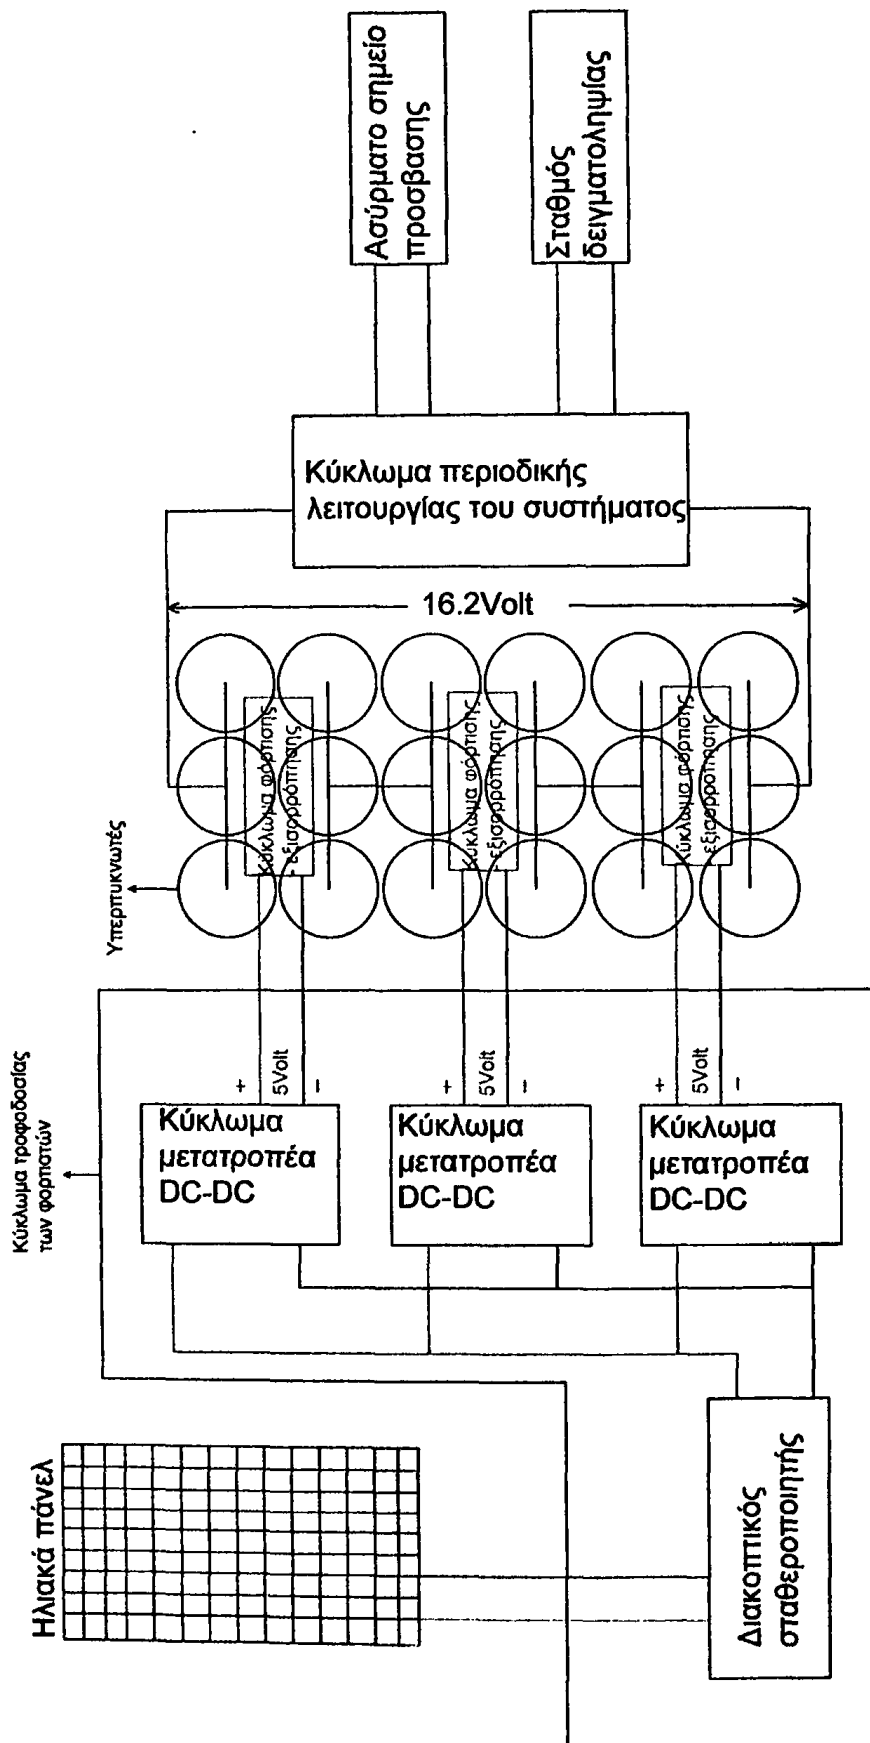 Ασύρματο σημείο
πρόσβασης
Σταθμός
δειγματοληψίας
Κύκλωμα περιοδικής
λειτουργίας του συστήματος
16.2Volt
Κύκλωμα φόρτισης
- εξισορρόπησης
Κύκλωμα φόρτισης
- εξισορρόπησης
Κύκλωμα φόρτισης
- εξισορρόπησης
Υπερπυκνωτές
Κύκλωμα τροφοδοσίας
των φορτιστών
+
5Volt
–
+
5Volt
–
+
5Volt
–
Κύκλωμα
μετατροπέα
DC-DC
Κύκλωμα
μετατροπέα
DC-DC
Κύκλωμα
μετατροπέα
DC-DC
Ηλιακά πάνελ
Διακοπτικός
σταθεροποιητής